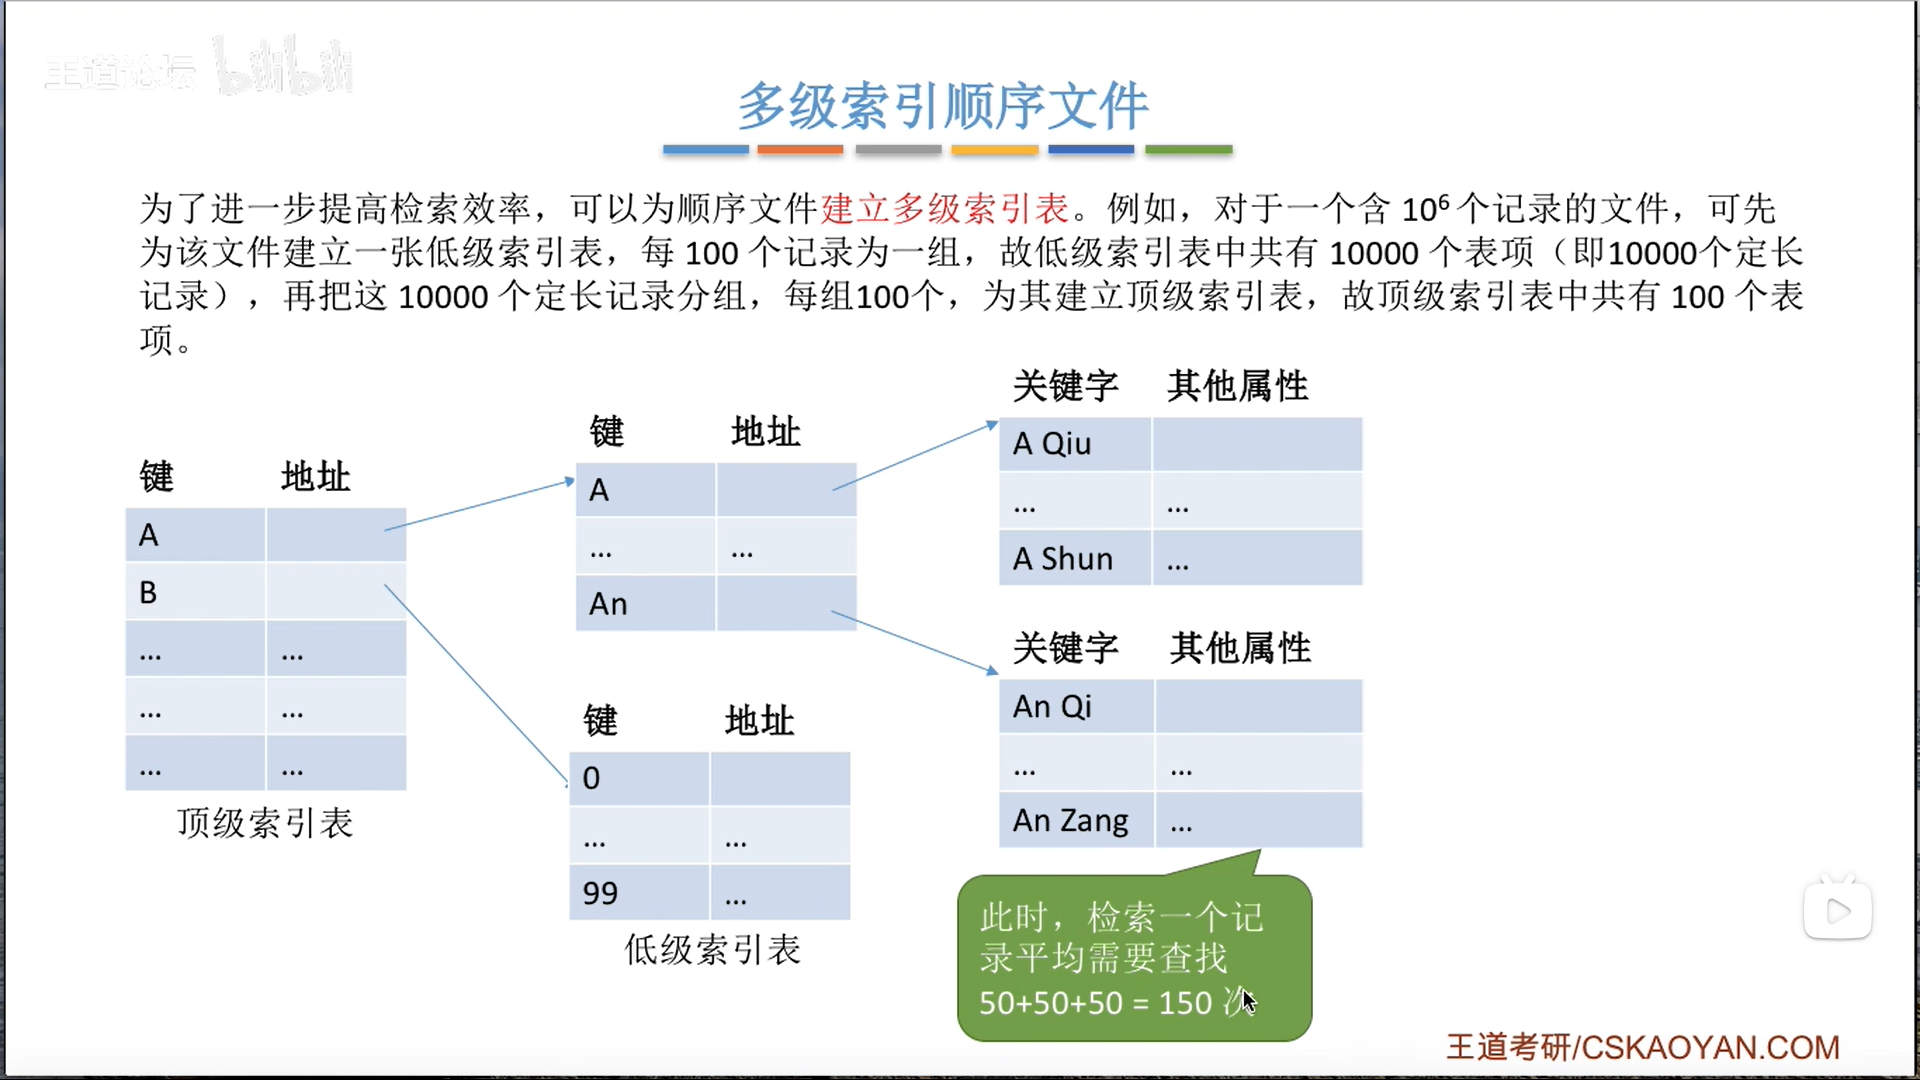 王道论坛 bilibili
多级索引顺序文件
为了进一步提高检索效率，可以为顺序文件建立多级索引表。例如，对于一个含 10⁶ 个记录的文件，可先
为该文件建立一张低级索引表，每 100 个记录为一组，故低级索引表中共有 10000 个表项（即10000个定长
记录），再把这 10000 个定长记录分组，每组100个，为其建立顶级索引表，故顶级索引表中共有 100 个表
项。
键 地址
A
B
... ...
... ...
... ...
顶级索引表
键 地址
A
... ...
An
键 地址
0
... ...
99 ...
低级索引表
关键字 其他属性
A Qiu
... ...
A Shun ...
关键字 其他属性
An Qi
... ...
An Zang ...
此时，检索一个记
录平均需要查找
50+50+50 = 150 次
王道考研/CSKAOYAN.COM